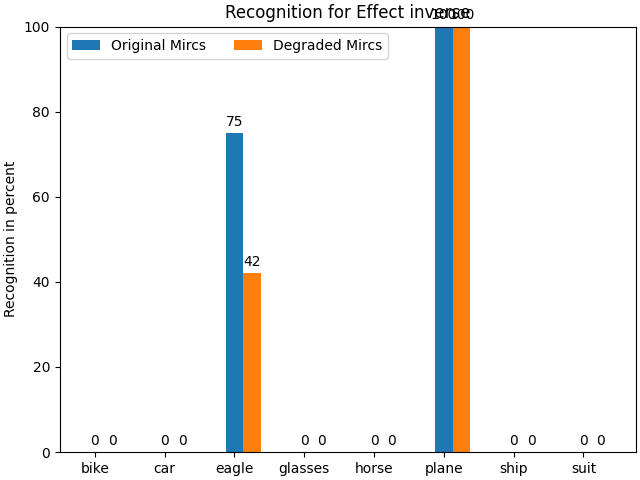 Recognition for Effect inverse
100 100
100
Original Mircs
Degraded Mircs
80
75
60
Recognition in percent
42
40
20
0 0 0 0 0 0 0 0 0 0 0 0
0
bike car eagle glasses horse plane ship suit